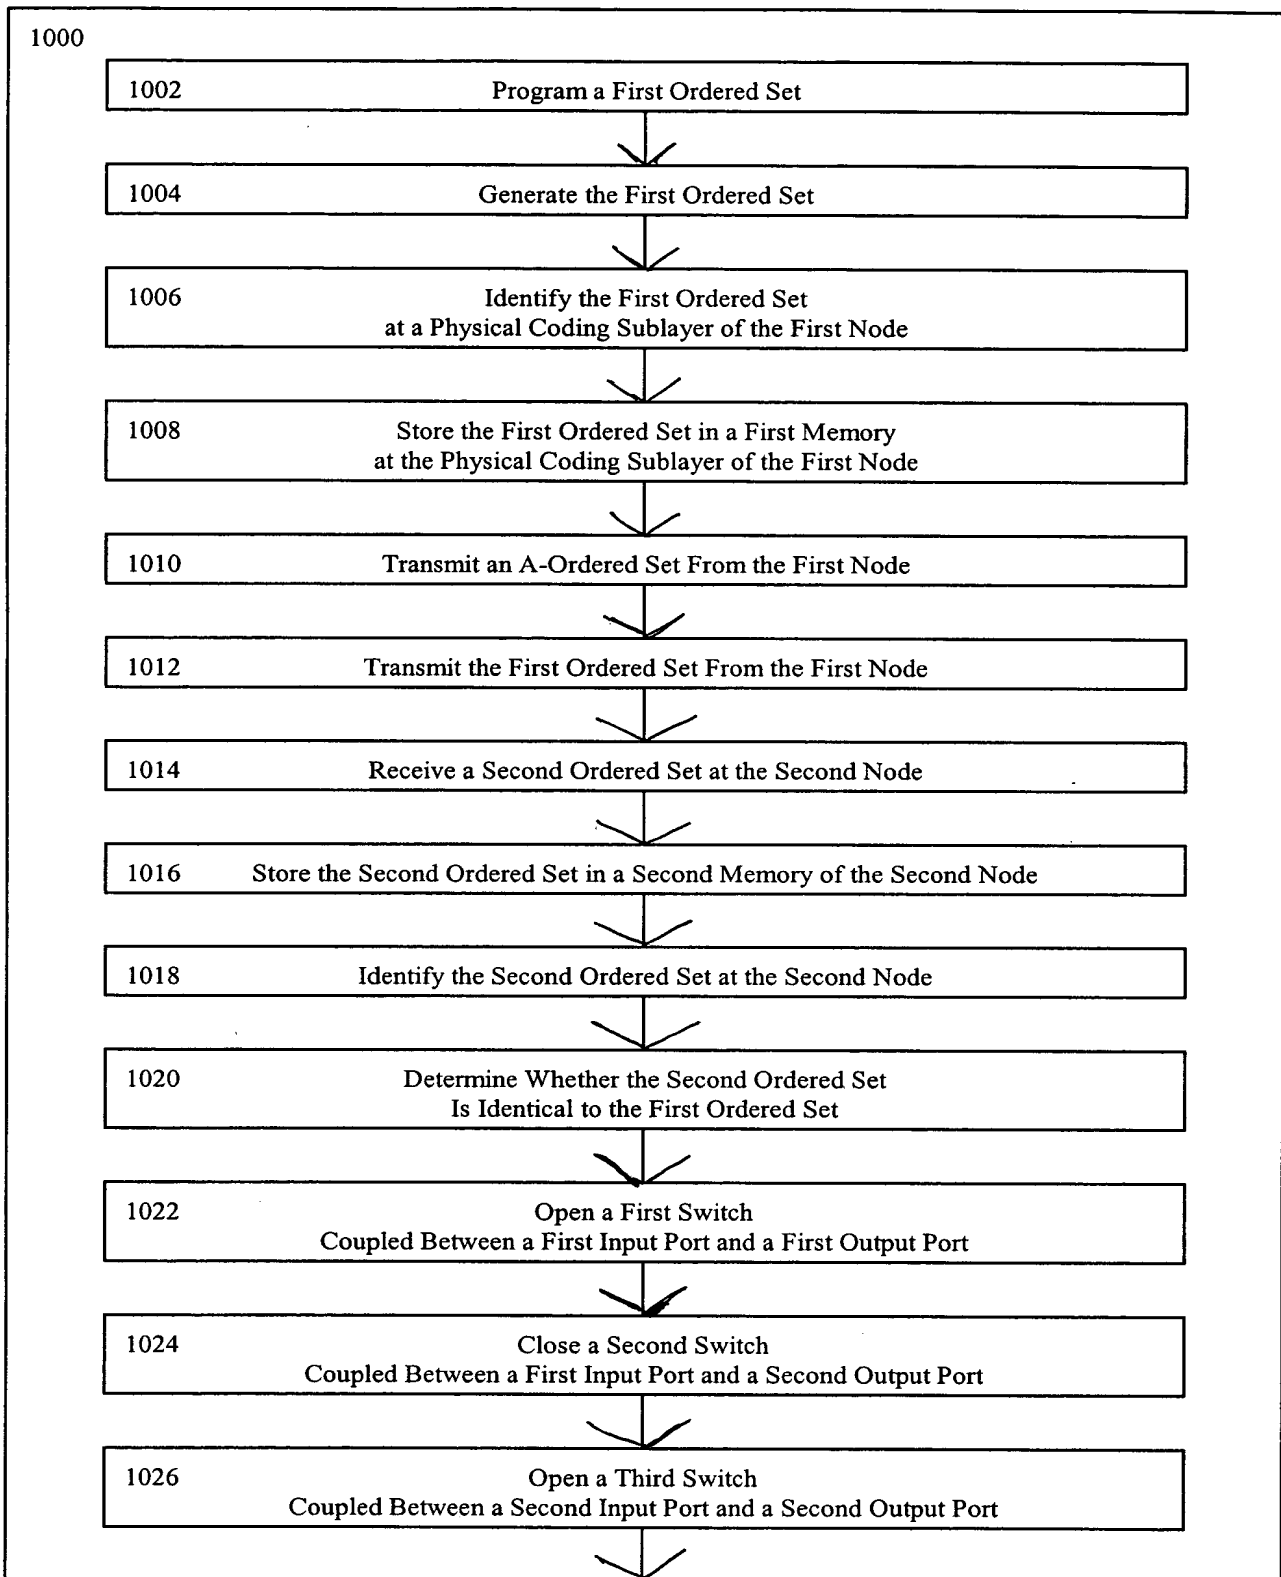 1000
1002 Program a First Ordered Set
1004 Generate the First Ordered Set
1006 Identify the First Ordered Set
at a Physical Coding Sublayer of the First Node
1008 Store the First Ordered Set in a First Memory
at the Physical Coding Sublayer of the First Node
1010 Transmit an A-Ordered Set From the First Node
1012 Transmit the First Ordered Set From the First Node
1014 Receive a Second Ordered Set at the Second Node
1016 Store the Second Ordered Set in a Second Memory of the Second Node
1018 Identify the Second Ordered Set at the Second Node
1020 Determine Whether the Second Ordered Set
Is Identical to the First Ordered Set
1022 Open a First Switch
Coupled Between a First Input Port and a First Output Port
1024 Close a Second Switch
Coupled Between a First Input Port and a Second Output Port
1026 Open a Third Switch
Coupled Between a Second Input Port and a Second Output Port